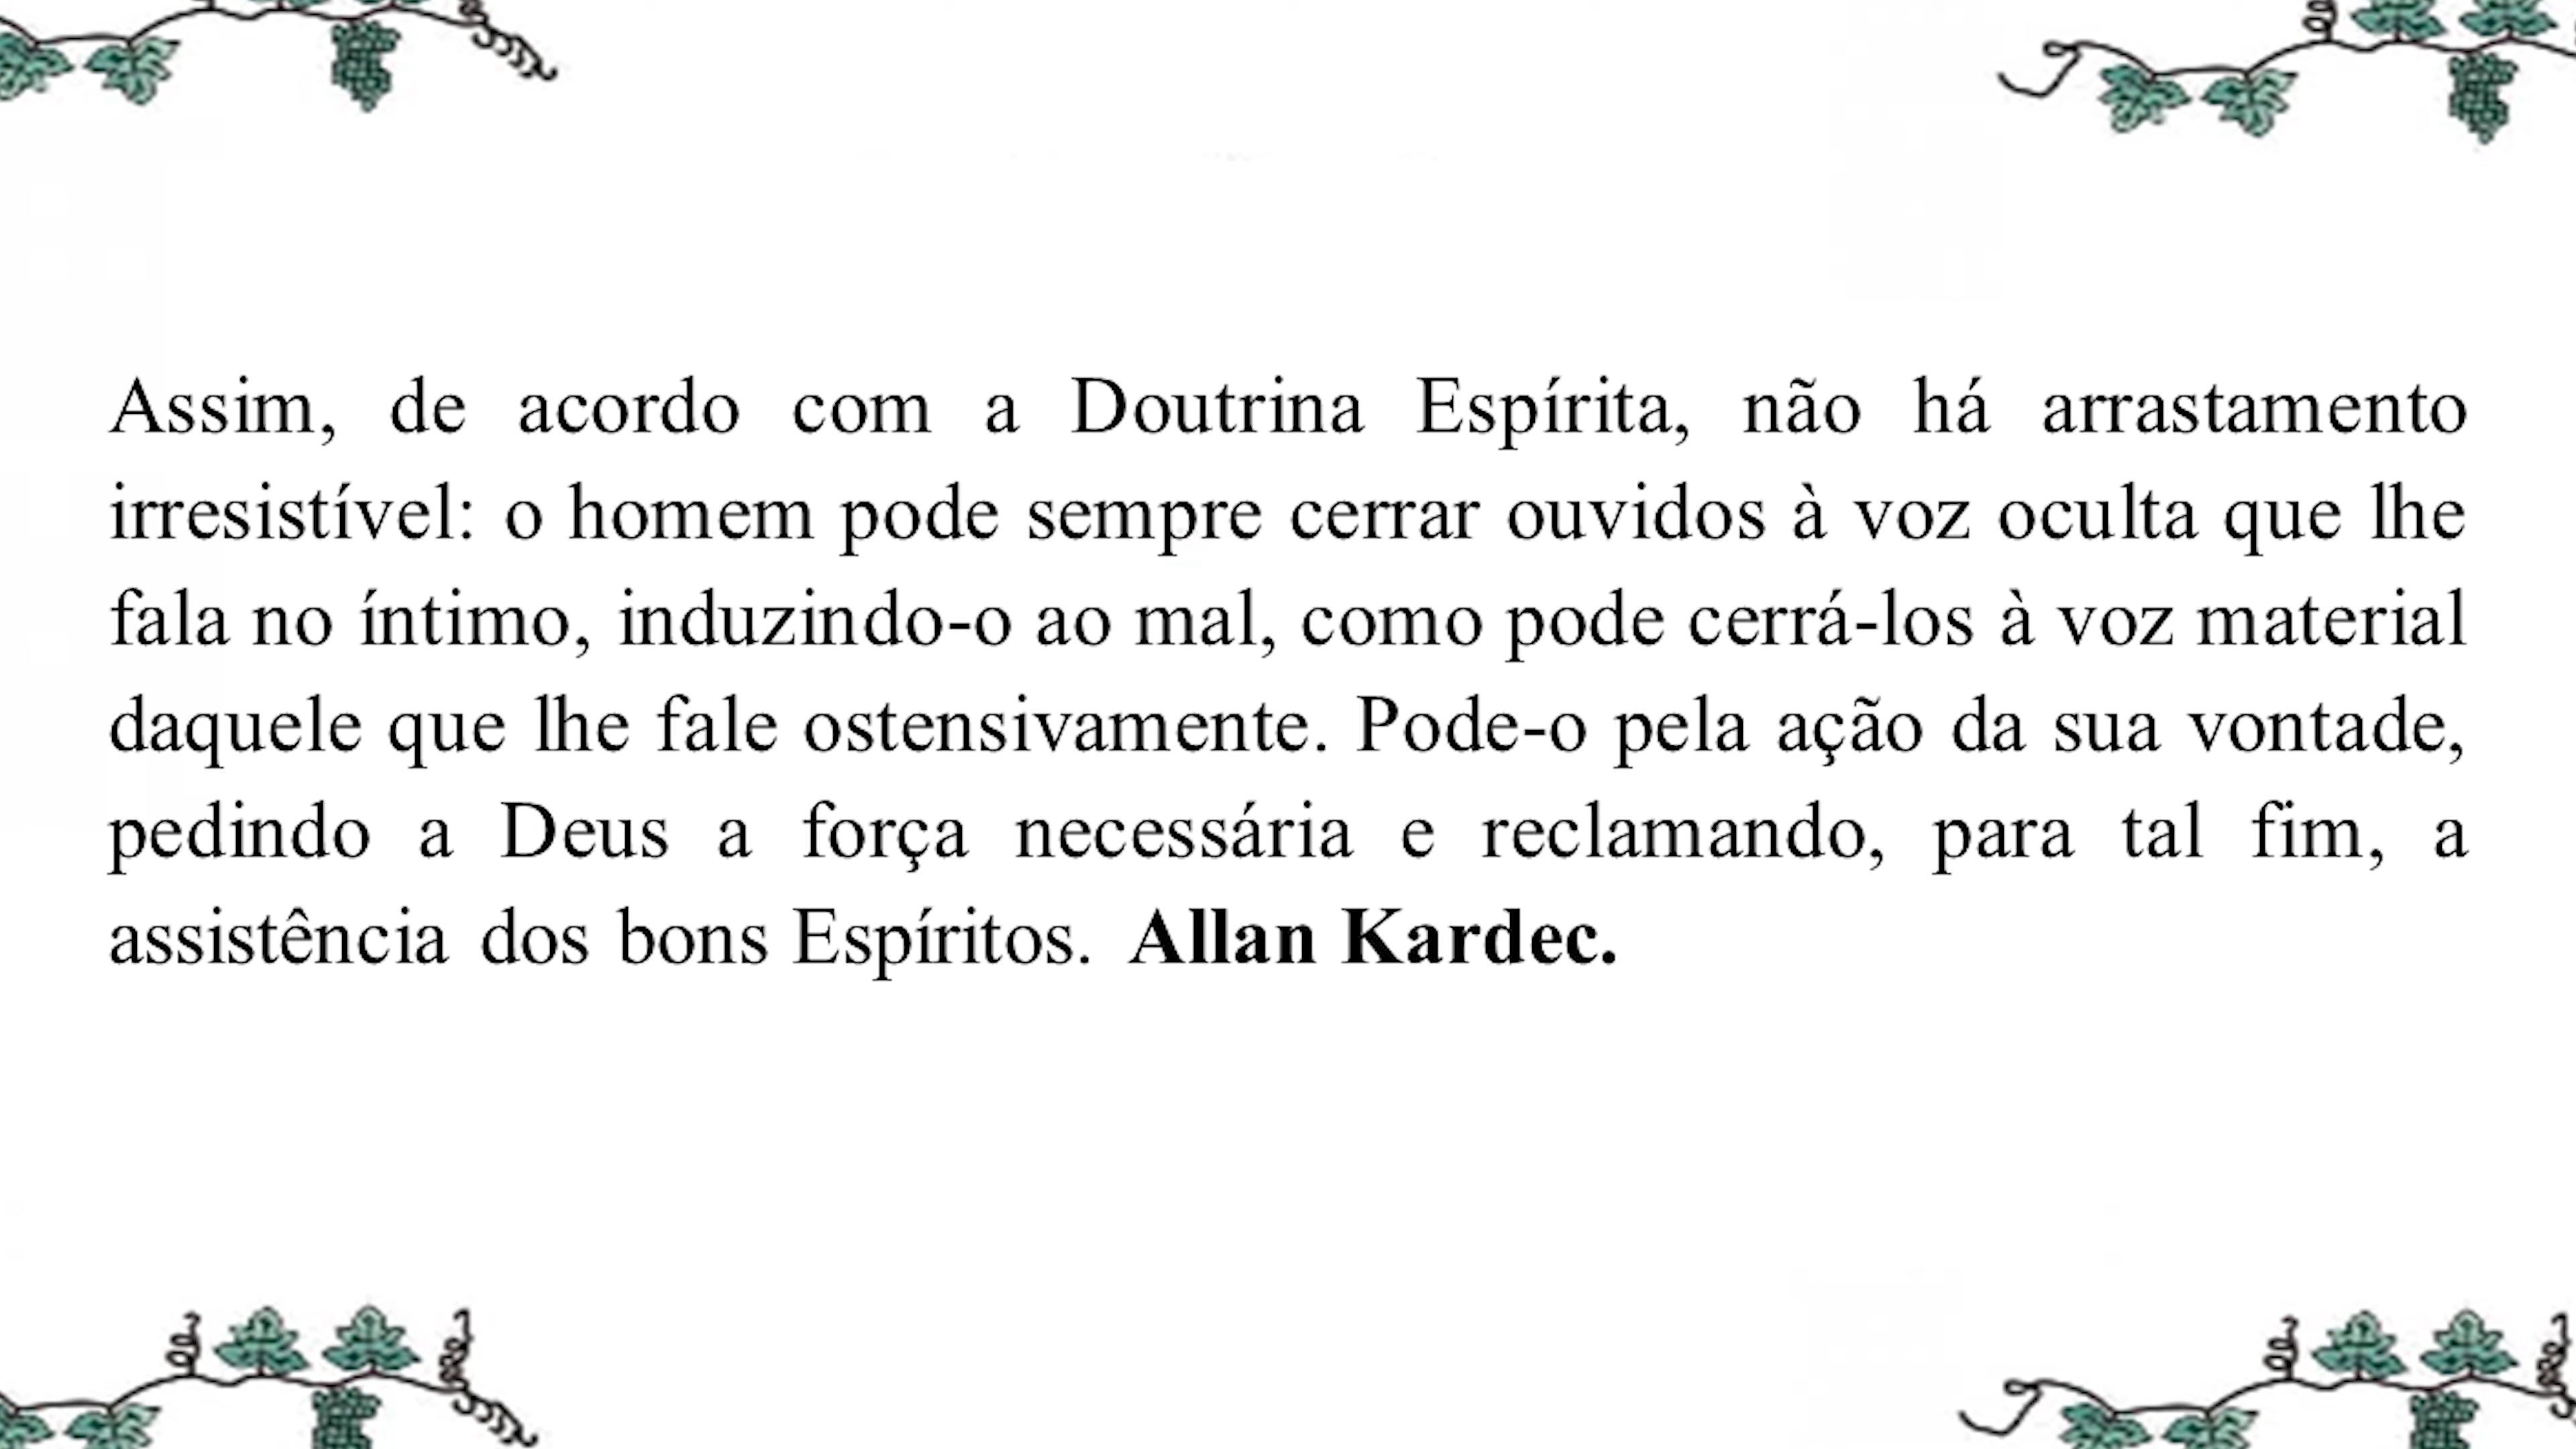 Assim, de acordo com a Doutrina Espírita, não há arrastamento
irresistível: o homem pode sempre cerrar ouvidos à voz oculta que lhe
fala no íntimo, induzindo-o ao mal, como pode cerrá-los à voz material
daquele que lhe fale ostensivamente. Pode-o pela ação da sua vontade,
pedindo a Deus a força necessária e reclamando, para tal fim, a
assistência dos bons Espíritos. Allan Kardec.